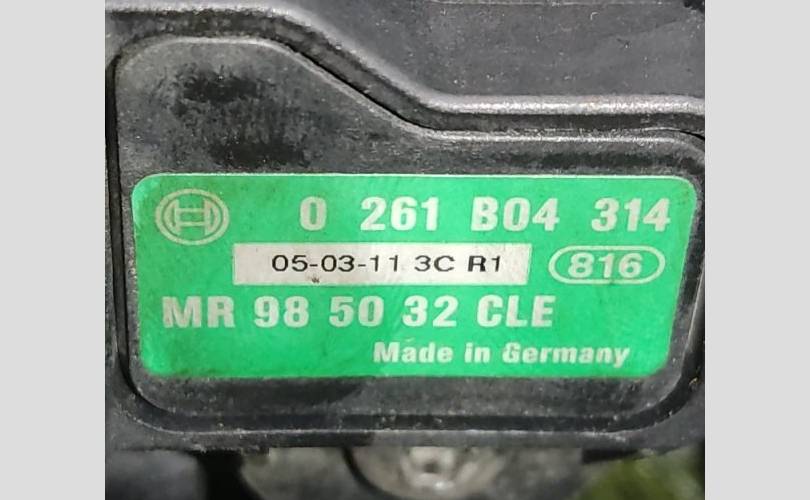 0 261 B04 314
05-03-11 3C R1 816
MR 98 50 32 CLE
Made in Germany